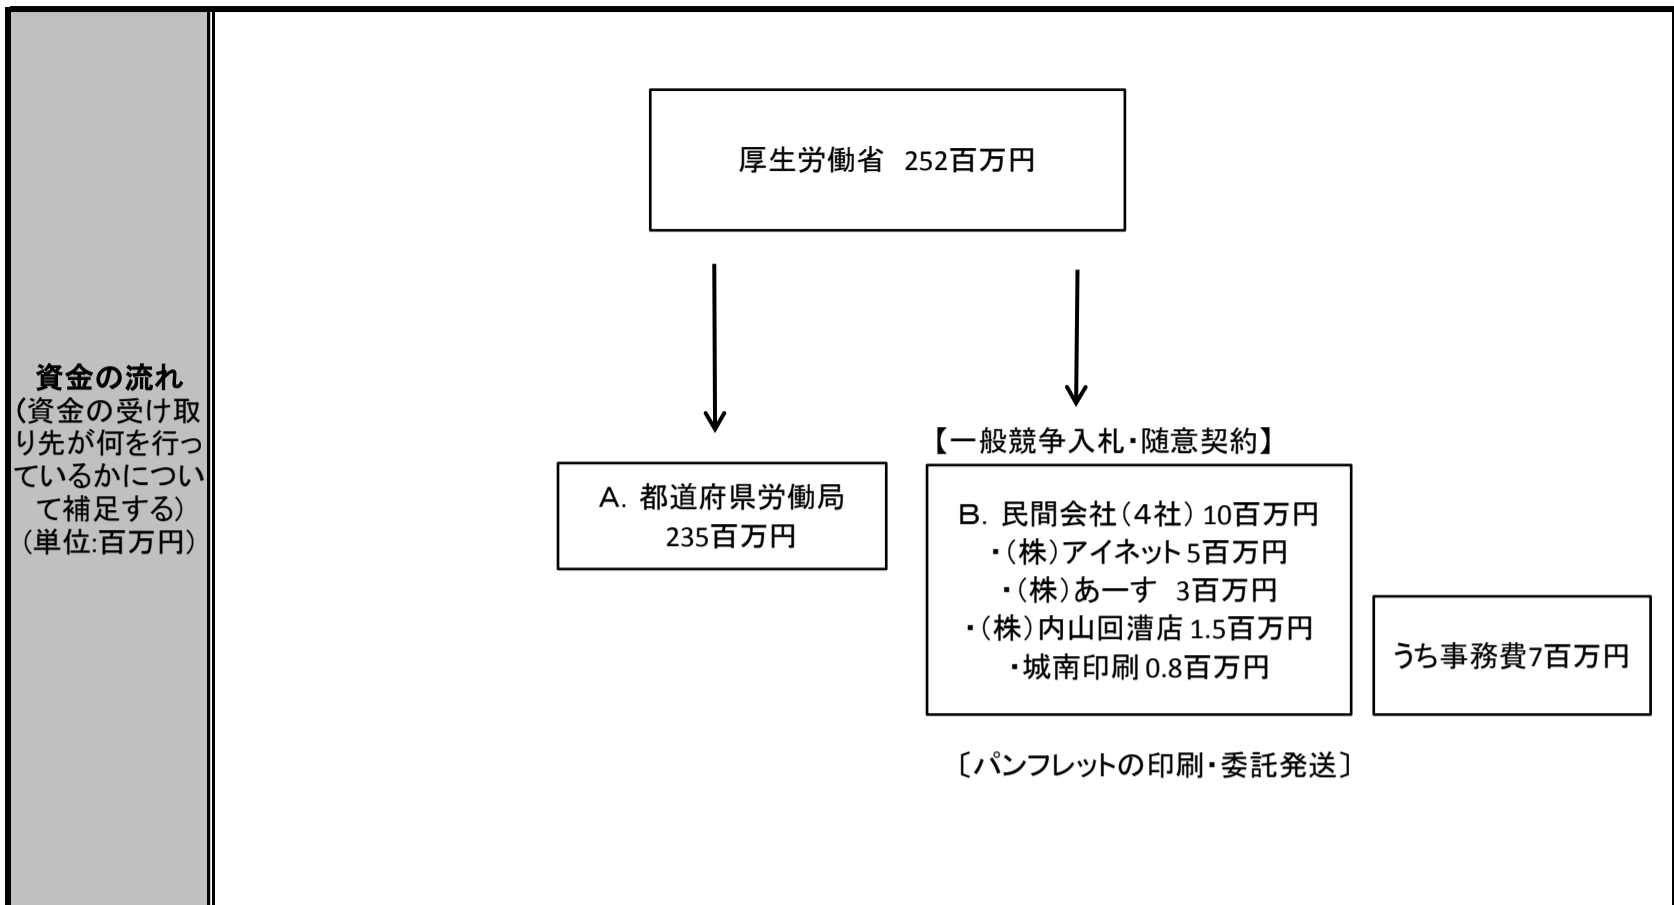 資金の流れ
(資金の受け取
り先が何を行っ
ているかについ
て補足する)
(単位:百万円)
厚生労働省　252百万円
【一般競争入札・随意契約】
A．都道府県労働局
235百万円
B．民間会社（４社）10百万円
・（株）アイネット 5百万円
・（株）あーす　3百万円
・（株）内山回漕店 1.5百万円
・城南印刷 0.8百万円
うち事務費7百万円
〔パンフレットの印刷・委託発送〕